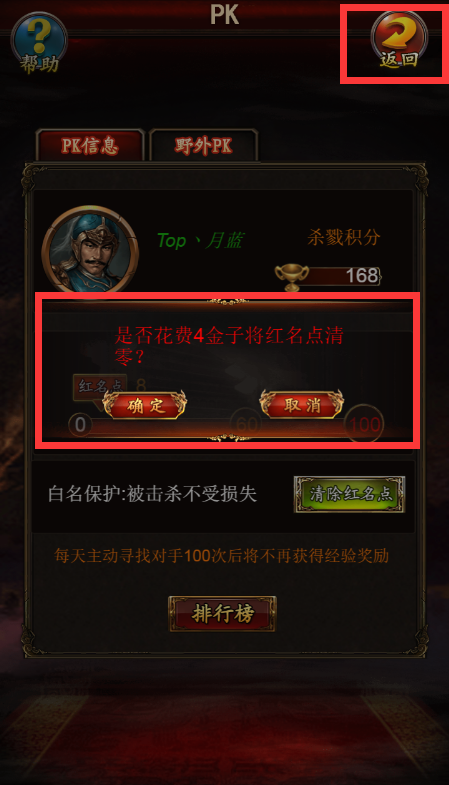 PK
帮助
返回
PK信息
野外PK
Top、月蓝
杀戮积分
168
是否花费4金子将红名点清
零？
红名点
8
确定
取消
0
60
100
白名保护:被击杀不受损失
清除红名点
每天主动寻找对手100次后将不再获得经验奖励
排行榜